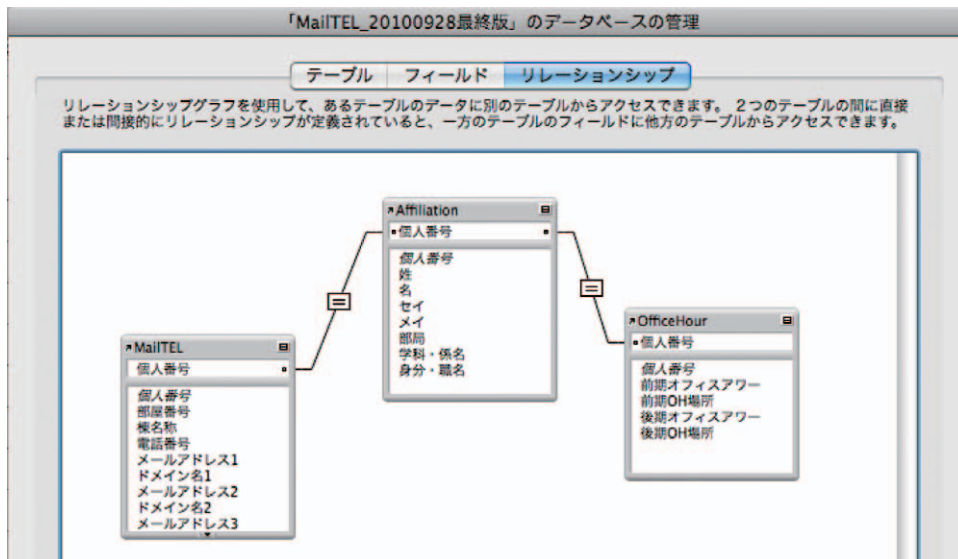 「MailTEL_20100928最終版」のデータベースの管理
テーブル フィールド リレーションシップ
リレーションシップグラフを使用して、あるテーブルのデータに別のテーブルからアクセスできます。 2つのテーブルの間に直接
または間接的にリレーションシップが定義されていると、一方のテーブルのフィールドに他方のテーブルからアクセスできます。
Affiliation
個人番号
個人番号
姓
名
セイ
メイ
部局
学科・係名
身分・職名
=
=
MailTEL
個人番号
個人番号
部屋番号
棟名称
電話番号
メールアドレス1
ドメイン名1
メールアドレス2
ドメイン名2
メールアドレス3
OfficeHour
個人番号
個人番号
前期オフィスアワー
前期OH場所
後期オフィスアワー
後期OH場所